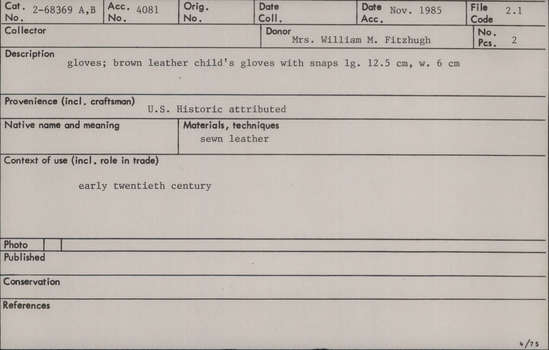 Cat. No. 2-68369 A,B Acc. No. 4081 Orig. No. Date Coll. Date Acc. Nov. 1985 File Code 2.1
Collector Donor Mrs. William M. Fitzhugh No. Pcs. 2
Description
gloves; brown leather child's gloves with snaps lg. 12.5 cm, w. 6 cm
Provenience (incl. craftsman) U.S. Historic attributed
Native name and meaning Materials, techniques
sewn leather
Context of use (incl. role in trade)
early twentieth century
Photo
Published
Conservation
References
4/75